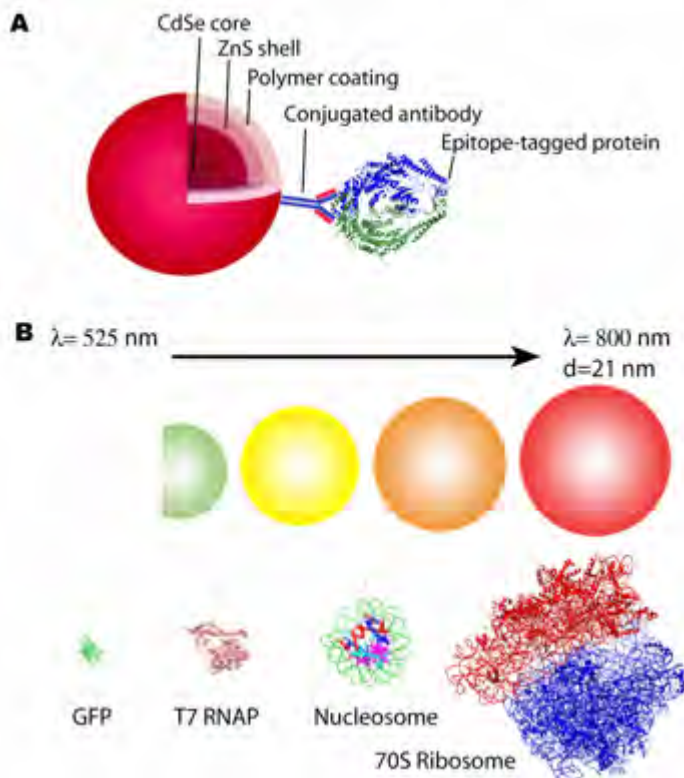 A
CdSe core
ZnS shell
Polymer coating
Conjugated antibody
Epitope-tagged protein
B
λ= 525 nm
λ= 800 nm
d=21 nm
GFP
T7 RNAP
Nucleosome
70S Ribosome